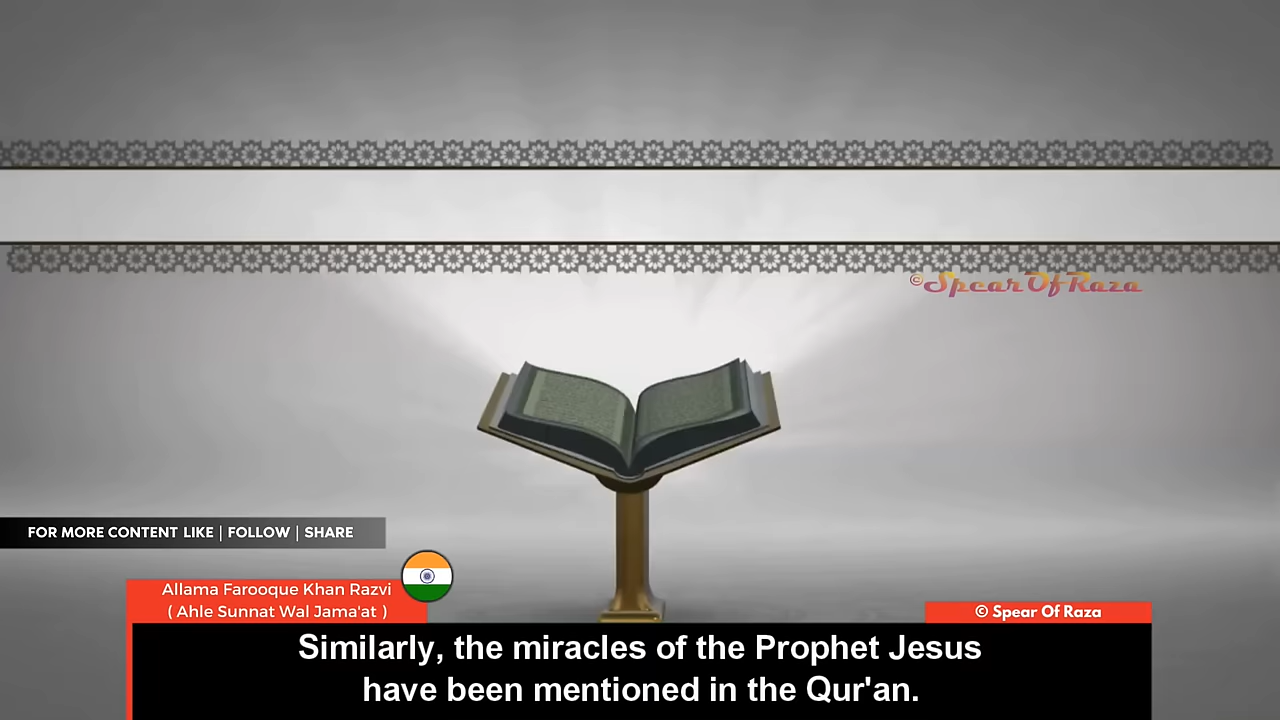 ©Spear Of Raza
FOR MORE CONTENT LIKE | FOLLOW | SHARE
Allama Farooque Khan Razvi
( Ahle Sunnat Wal Jama'at )
© Spear Of Raza
Similarly, the miracles of the Prophet Jesus
have been mentioned in the Qur'an.